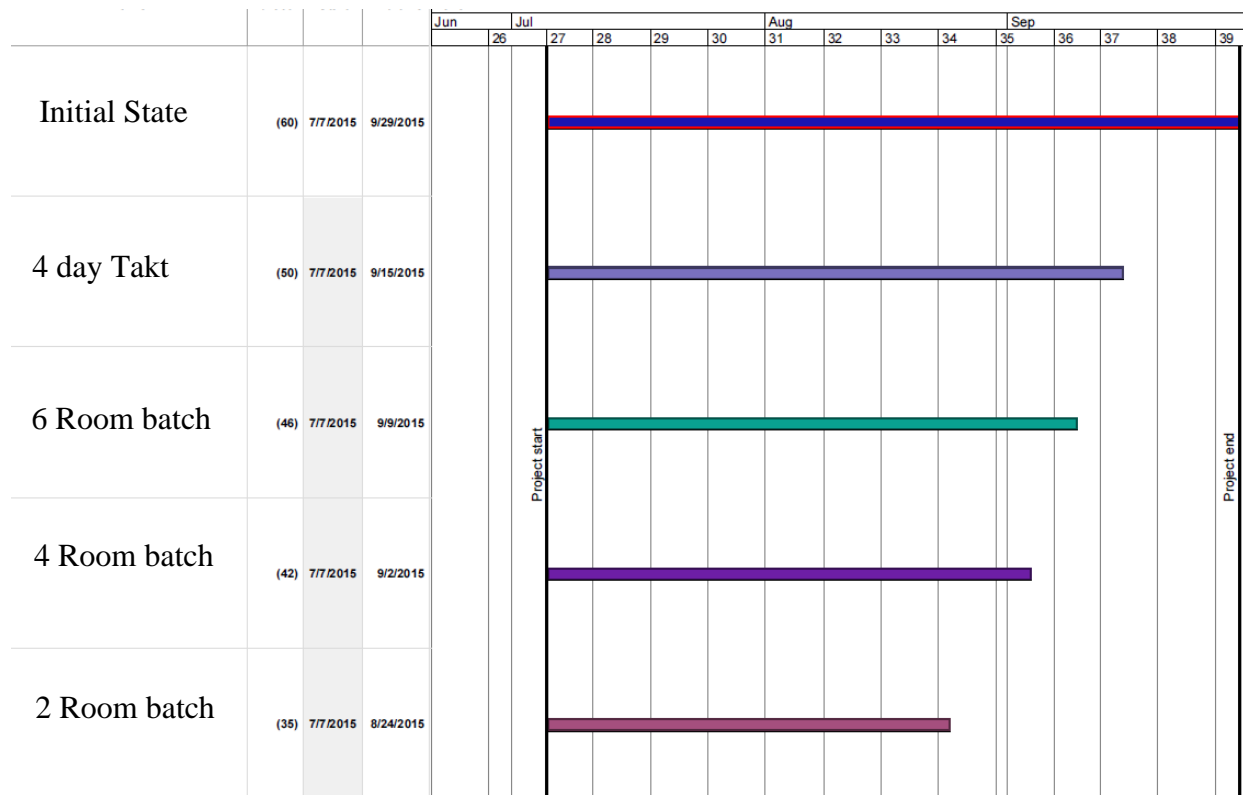 Jun Jul Aug Sep
26 27 28 29 30 31 32 33 34 35 36 37 38 39
Initial State (60) 7/7/2015 9/29/2015
4 day Takt (50) 7/7/2015 9/15/2015
6 Room batch (46) 7/7/2015 9/9/2015
Project start
Project end
4 Room batch (42) 7/7/2015 9/2/2015
2 Room batch (35) 7/7/2015 8/24/2015